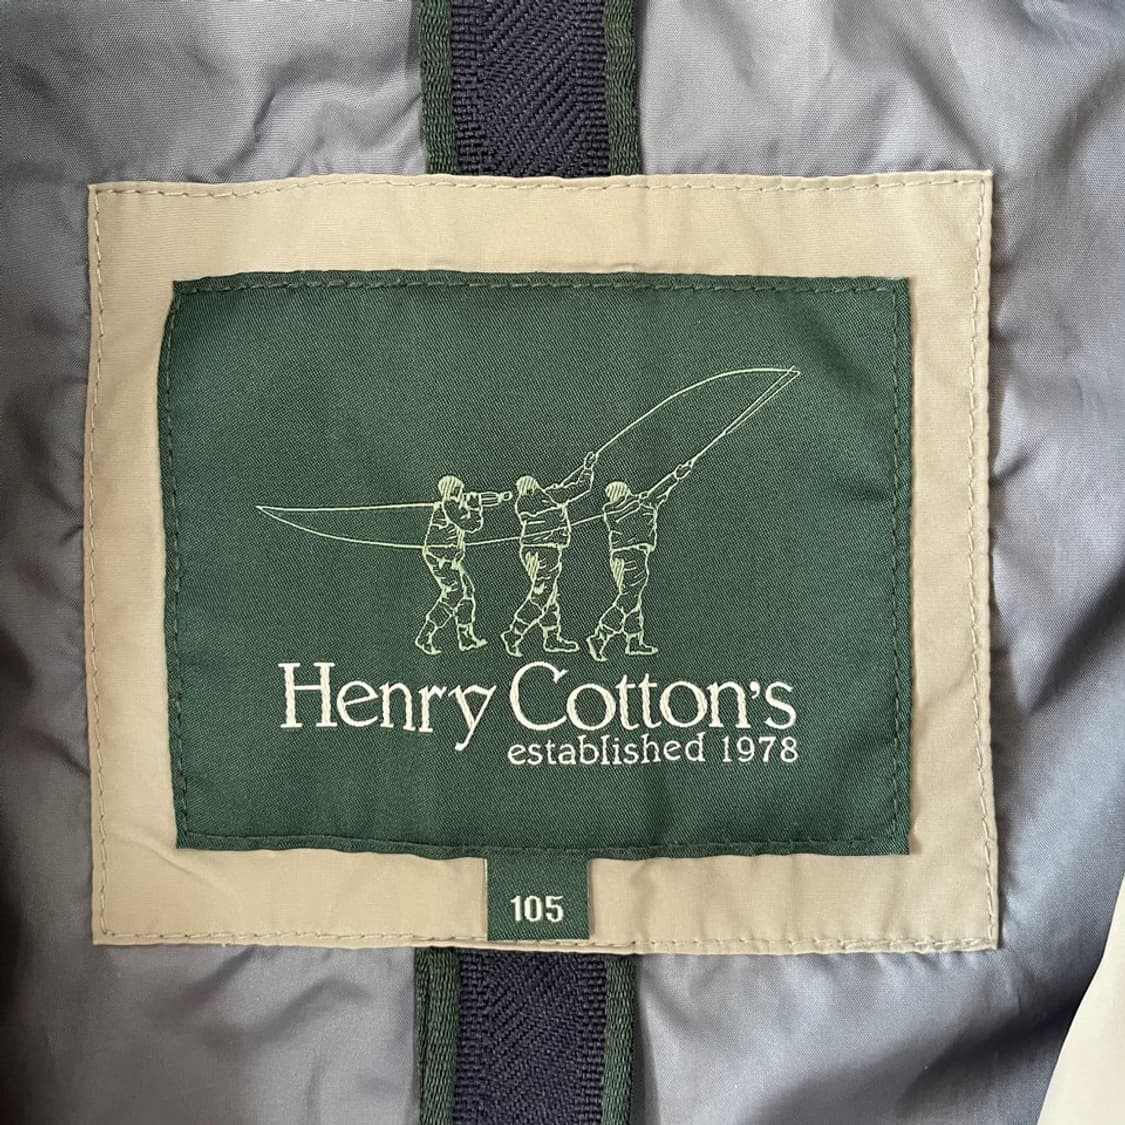 Henry Cotton's
established 1978
105